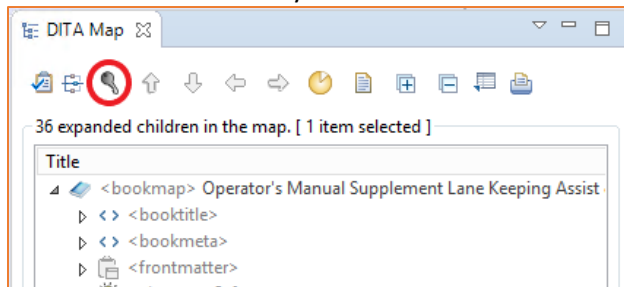 DITA Map
36 expanded children in the map. [ 1 item selected ]
Title
<bookmap> Operator's Manual Supplement Lane Keeping Assist
<booktitle>
<bookmeta>
<frontmatter>